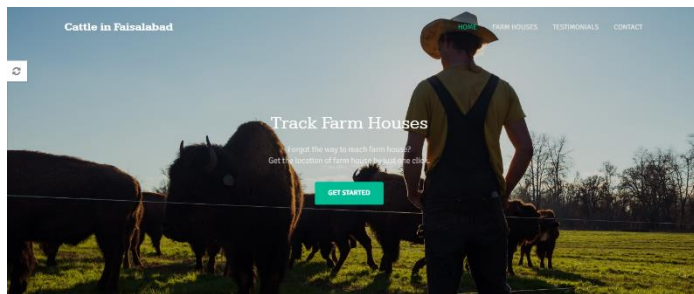 Cattle in Faisalabad
HOME FARM HOUSES TESTIMONIALS CONTACT
Track Farm Houses
Forgot the way to reach farm house?
Get the location of farm house by just one click.
GET STARTED